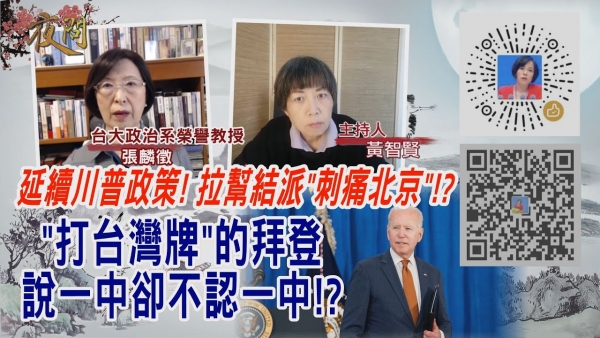 夜問
台大政治系榮譽教授
張麟徵
主持人
黃智賢
延續川普政策! 拉幫結派"刺痛北京"!?
"打台灣牌"的拜登
說一中卻不認一中!?